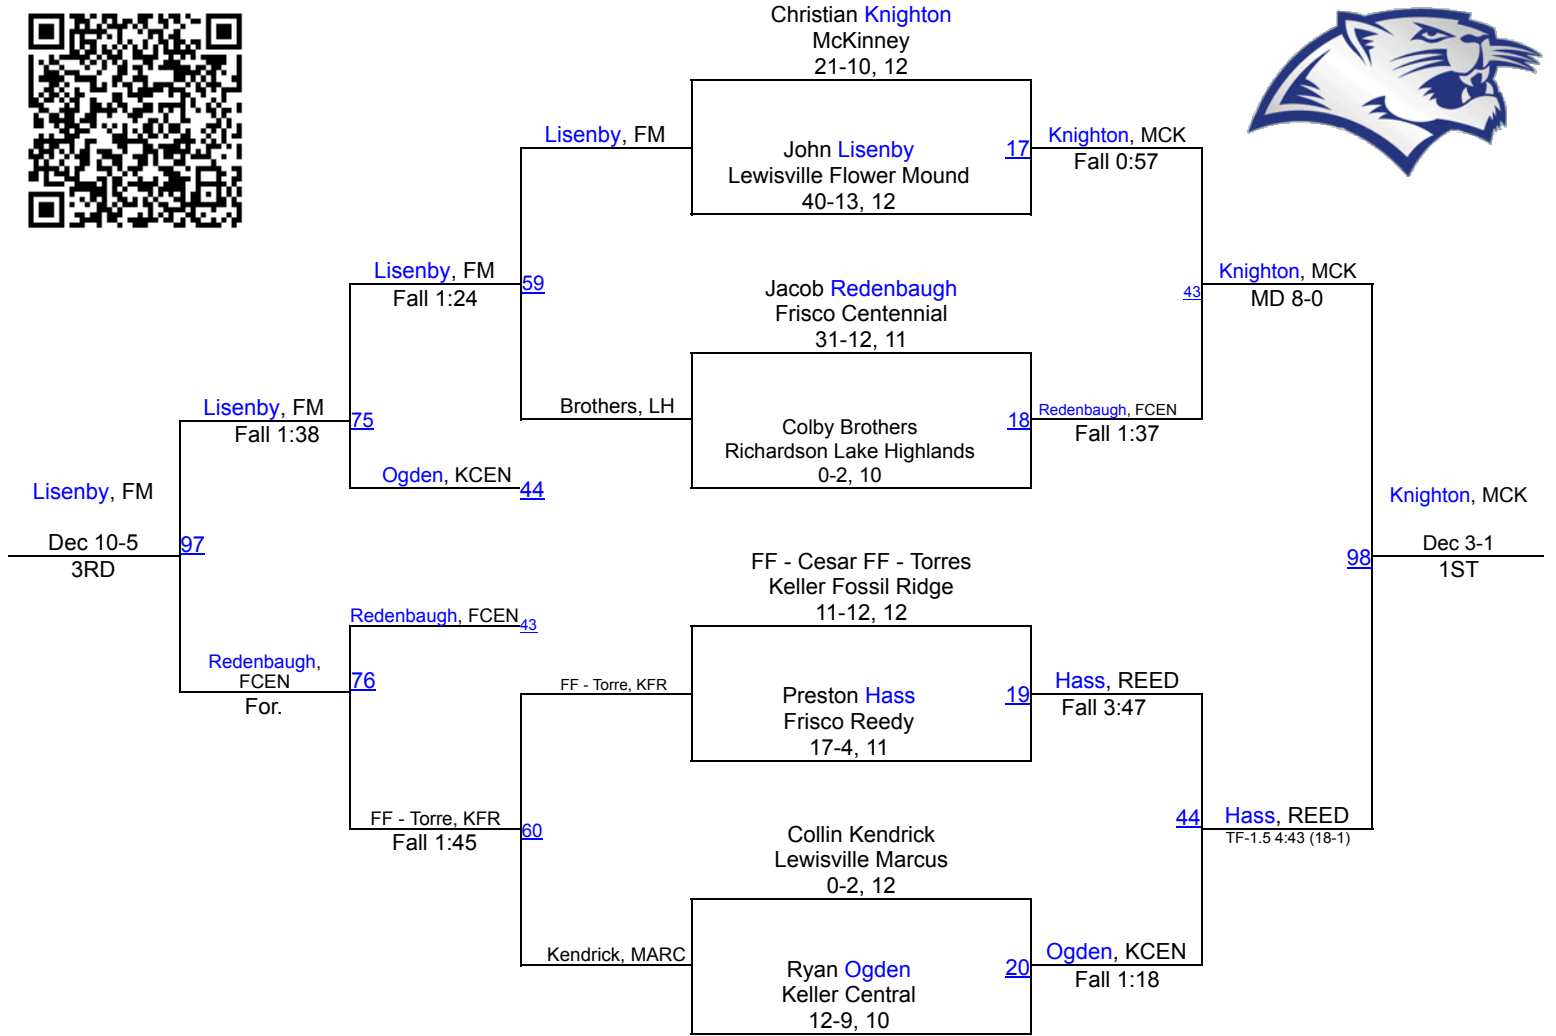 Christian Knighton
McKinney
21-10, 12
Lisenby, FM
John Lisenby
Lewisville Flower Mound
40-13, 12
17
Knighton, MCK
Fall 0:57
Lisenby, FM
Fall 1:24
59
Jacob Redenbaugh
Frisco Centennial
31-12, 11
43
Knighton, MCK
MD 8-0
Lisenby, FM
Fall 1:38
75
Brothers, LH
Colby Brothers
Richardson Lake Highlands
0-2, 10
18
Redenbaugh, FCEN
Fall 1:37
Ogden, KCEN
44
Lisenby, FM
Dec 10-5
3RD
97
Knighton, MCK
Dec 3-1
1ST
98
FF - Cesar FF - Torres
Keller Fossil Ridge
11-12, 12
Redenbaugh, FCEN
43
Redenbaugh,
FCEN
For.
76
FF - Torre, KFR
Preston Hass
Frisco Reedy
17-4, 11
19
Hass, REED
Fall 3:47
FF - Torre, KFR
Fall 1:45
60
Collin Kendrick
Lewisville Marcus
0-2, 12
44
Hass, REED
TF-1.5 4:43 (18-1)
Kendrick, MARC
Ryan Ogden
Keller Central
12-9, 10
20
Ogden, KCEN
Fall 1:18